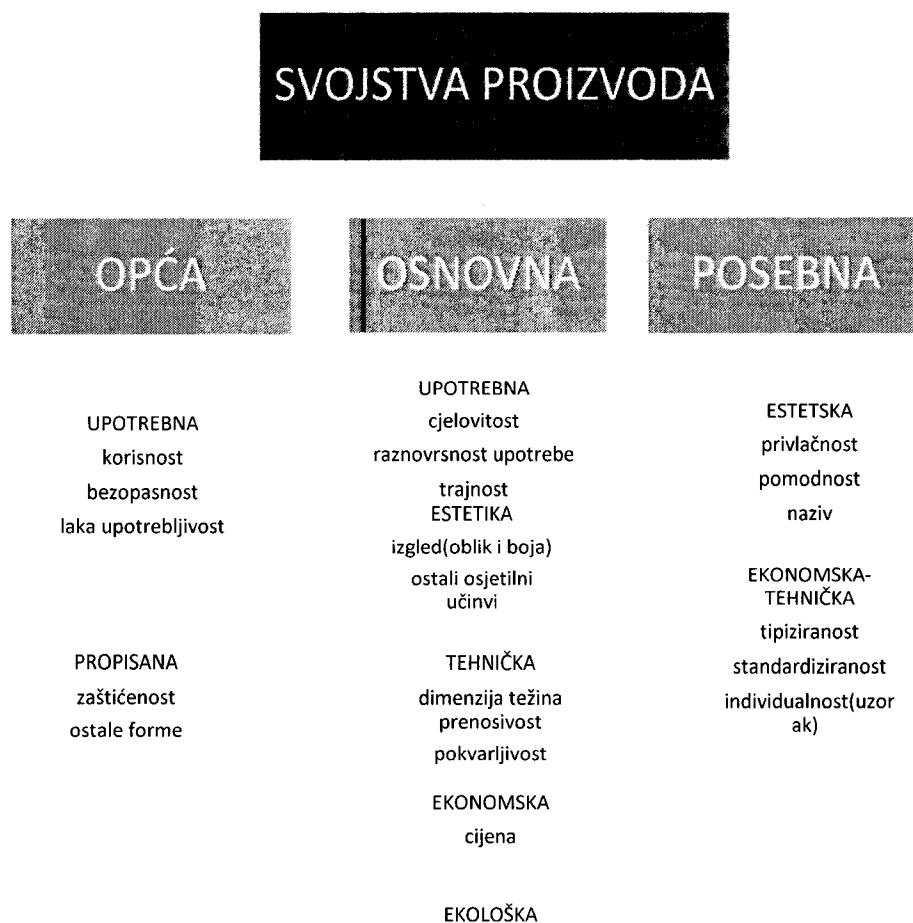 SVOJSTVA PROIZVODA
OPĆA
UPOTREBNA
korisnost
bezopasnost
laka upotrebljivost
PROPISANA
zaštićenost
ostale forme
OSNOVNA
UPOTREBNA
cjelovitost
raznovrsnost upotrebe
trajnost
ESTETIKA
izgled(oblik i boja)
ostali osjetilni
učinvi
TEHNIČKA
dimenzija težina
prenosivost
pokvarljivost
EKONOMSKA
cijena
EKOLOŠKA
POSEBNA
ESTETSKA
privlačnost
pomodnost
naziv
EKONOMSKA-
TEHNIČKA
tipiziranost
standardiziranost
individualnost(uzor
ak)